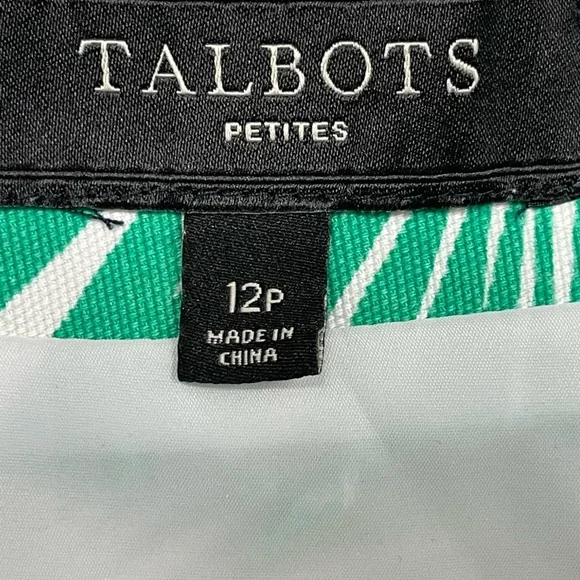 TALBOTS
PETITES
12P
MADE IN
CHINA